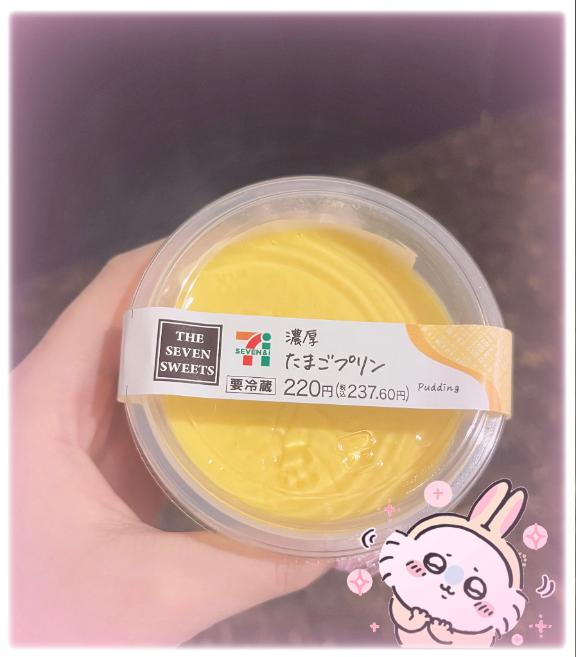 THE
SEVEN
SWEETS
7i
SEVEN&i
濃厚
たまごプリン
要冷蔵 220円(税込237.60円) Pudding